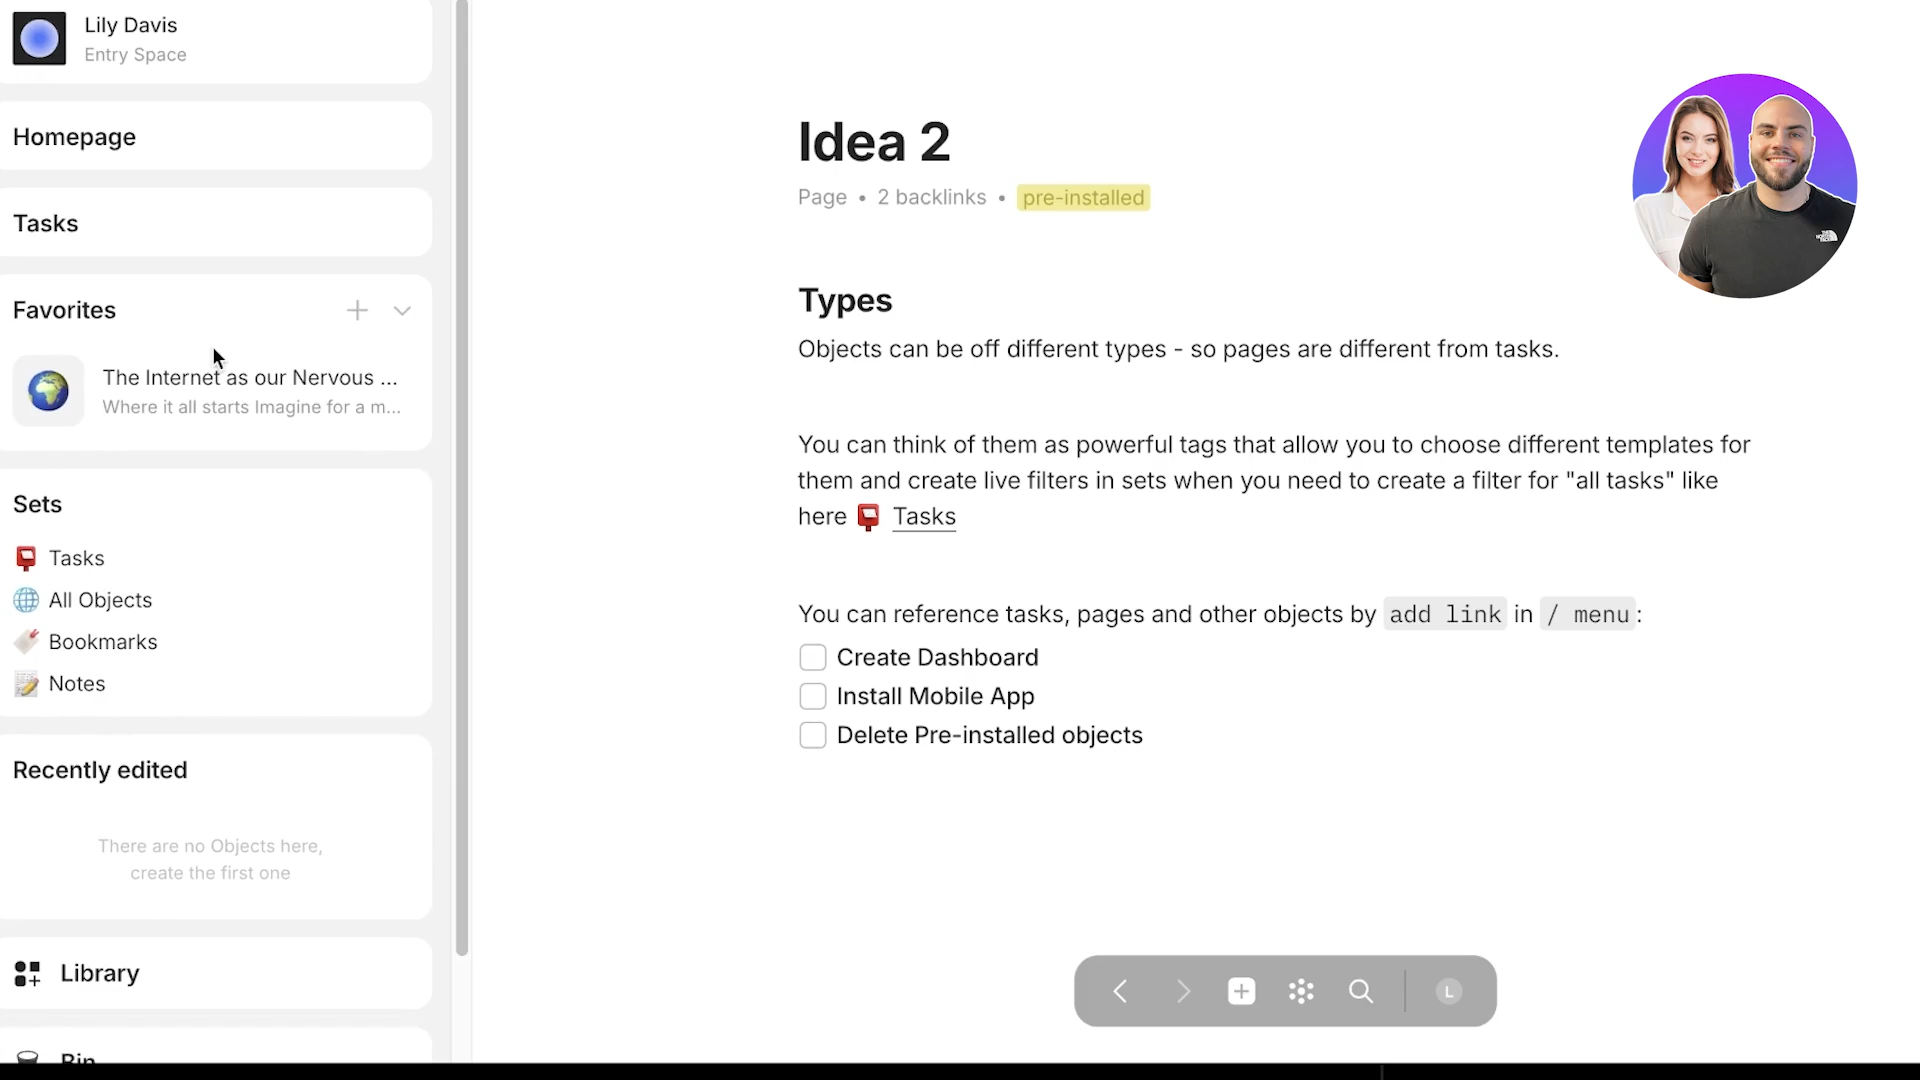 Lily Davis
Entry Space
Homepage
Tasks
Favorites
The Internet as our Nervous ...
Where it all starts Imagine for a m...
Sets
Tasks
All Objects
Bookmarks
Notes
Recently edited
There are no Objects here,
create the first one
Library
Bin
Idea 2
Page • 2 backlinks • pre-installed
Types
Objects can be off different types - so pages are different from tasks.
You can think of them as powerful tags that allow you to choose different templates for
them and create live filters in sets when you need to create a filter for "all tasks" like
here Tasks
You can reference tasks, pages and other objects by add link in / menu:
Create Dashboard
Install Mobile App
Delete Pre-installed objects
L